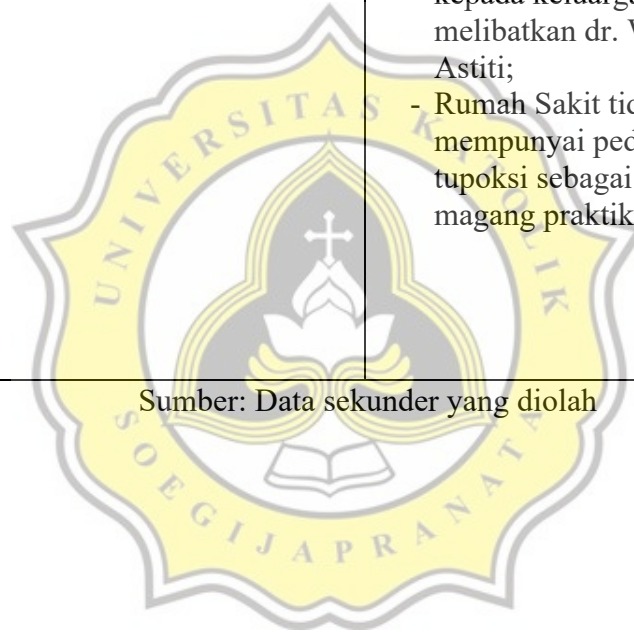 kepada keluarga
melibatkan dr. W
Astiti;
- Rumah Sakit tid
mempunyai ped
tupoksi sebagai
magang praktik
Sumber: Data sekunder yang diolah
UNIVERSITAS KATOLIK
SOEGIJAPRANATA